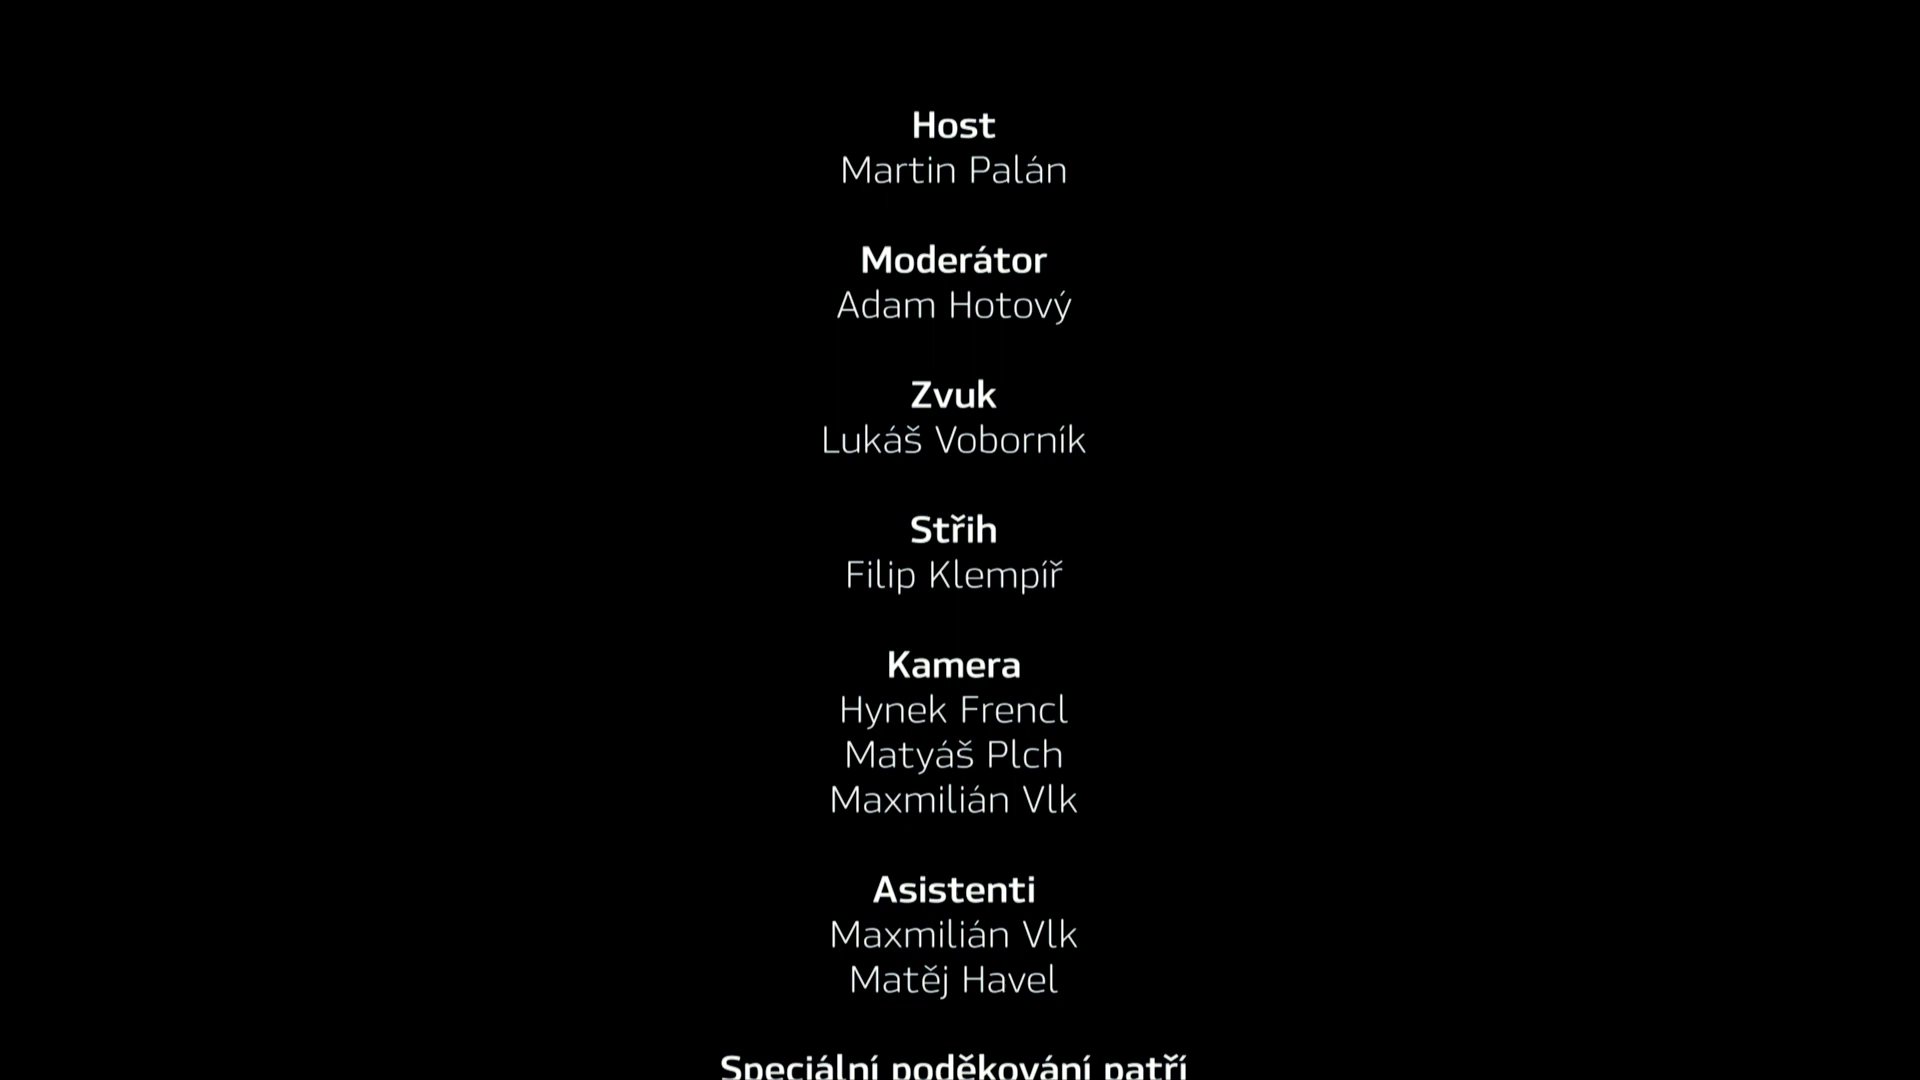 Host
Martin Palán
Moderátor
Adam Hotový
Zvuk
Lukáš Voborník
Střih
Filip Klempíř
Kamera
Hynek Frencl
Matyáš Plch
Maxmilián Vlk
Asistenti
Maxmilián Vlk
Matěj Havel
Speciální poděkování patří